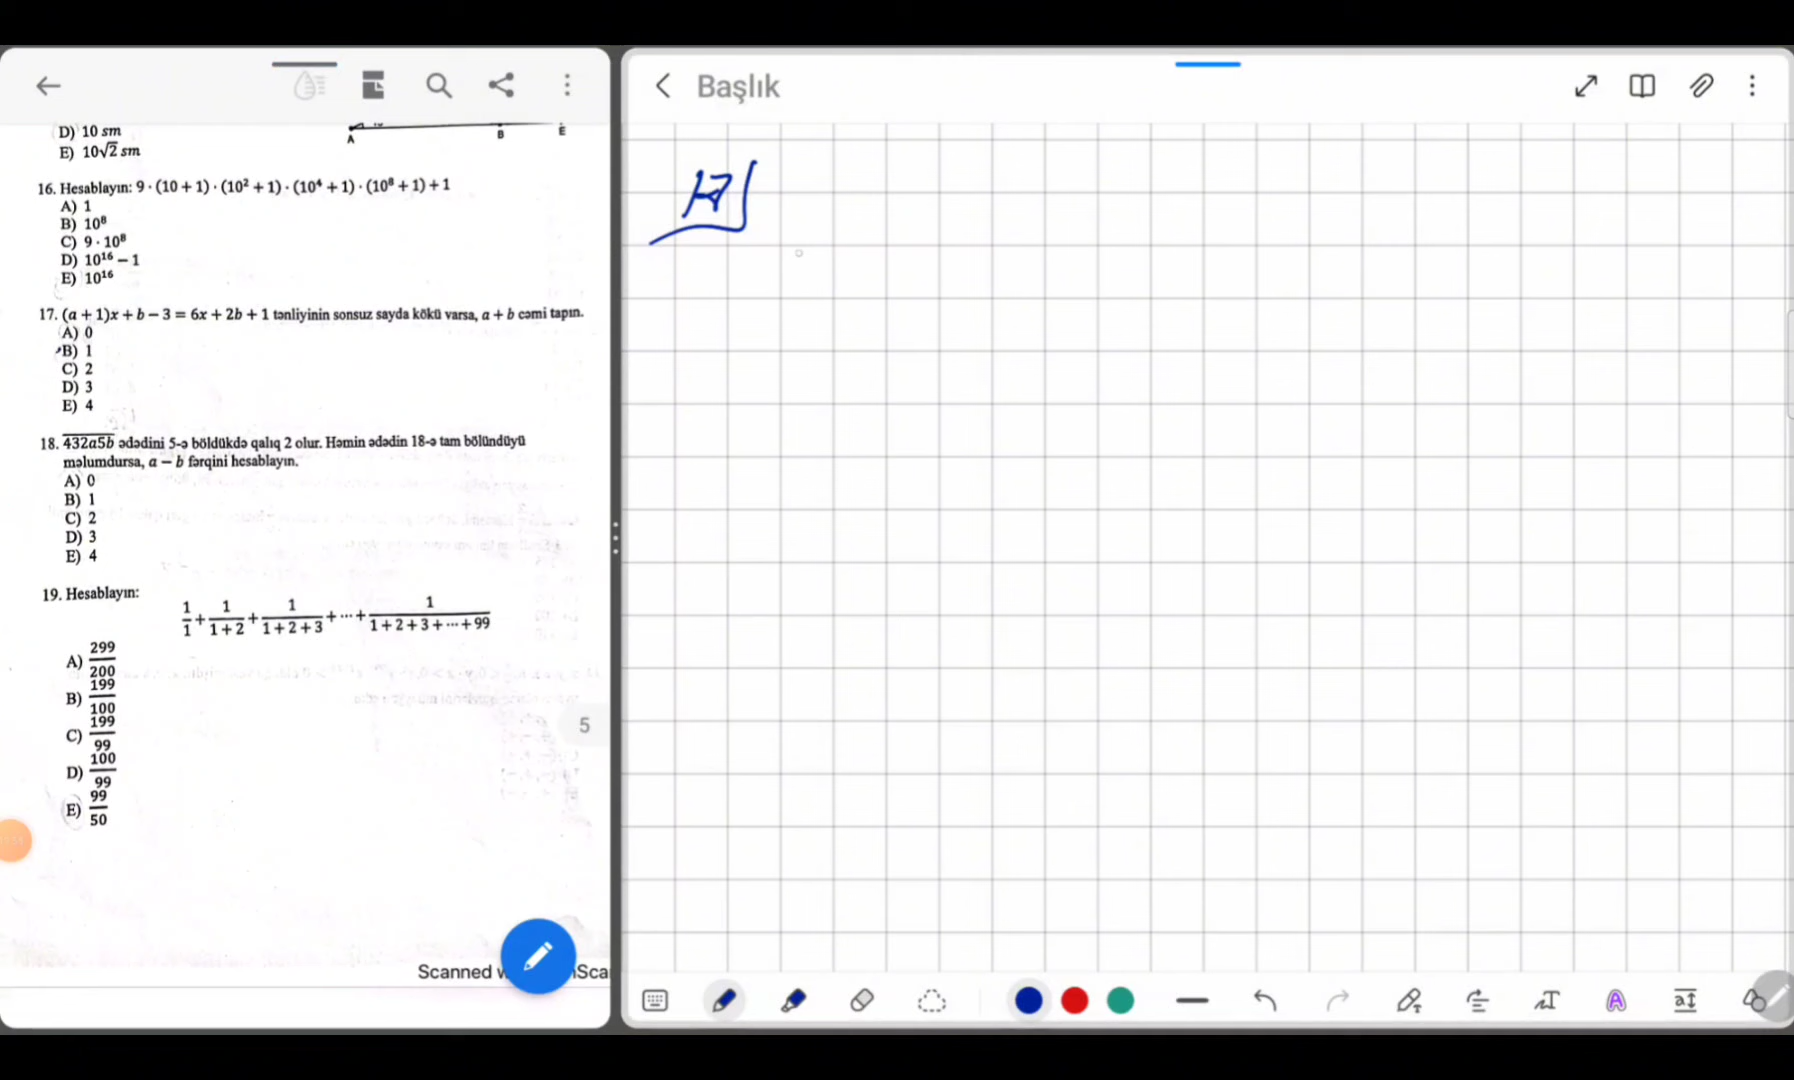 Başlık
D) 10 sm
E) 10√2 sm
A
B
E
16. Hesablayın: 9 · (10 + 1) · (10² + 1) · (10⁴ + 1) · (10⁸ + 1) + 1
A) 1
B) 10⁸
C) 9 · 10⁸
D) 10¹⁶ − 1
E) 10¹⁶
17. (a + 1)x + b − 3 = 6x + 2b + 1 tənliyinin sonsuz sayda kökü varsa, a + b cəmi tapın.
A) 0
B) 1
C) 2
D) 3
E) 4
18. 432a5b ədədini 5-ə böldükdə qalıq 2 olur. Həmin ədədin 18-ə tam bölündüyü
məlumdursa, a − b fərqini hesablayın.
A) 0
B) 1
C) 2
D) 3
E) 4
19. Hesablayın:
1/1 + 1/(1 + 2) + 1/(1 + 2 + 3) + ⋯ + 1/(1 + 2 + 3 + ⋯ + 99)
A) 299/200
B) 199/100
C) 199/99
D) 100/99
E) 99/50
5
Scanned
17